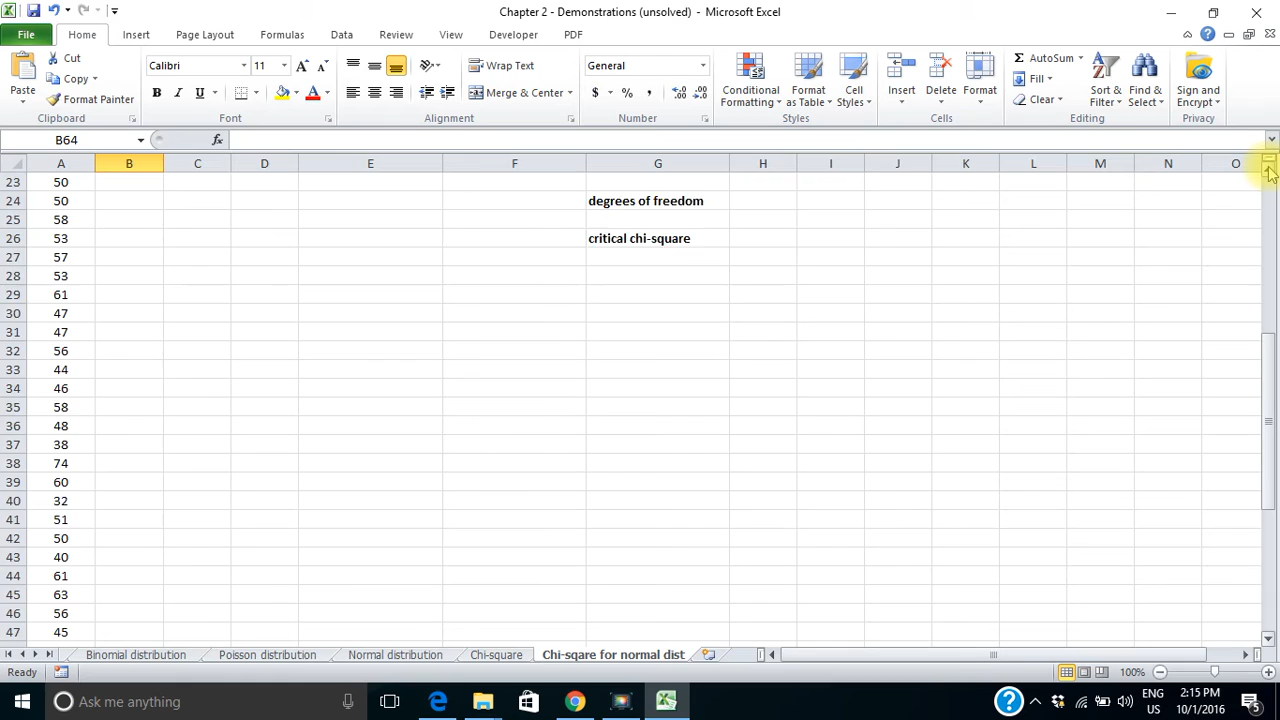 Chapter 2 - Demonstrations (unsolved) - Microsoft Excel
File Home Insert Page Layout Formulas Data Review View Developer PDF
Paste
Cut
Copy
Format Painter
Clipboard
Calibri 11 A A
B I U A
Font
Wrap Text
Merge & Center
Alignment
General
$ % ,
Number
Conditional Formatting
Format as Table
Cell Styles
Styles
Insert
Delete
Format
Cells
Σ AutoSum
Fill
Clear
Sort & Filter
Find & Select
Editing
Sign and Encrypt
Privacy
B64 fx
A B C D E F G H I J K L M N O
23 50
24 50 degrees of freedom
25 58
26 53 critical chi-square
27 57
28 53
29 61
30 47
31 47
32 56
33 44
34 46
35 58
36 48
37 38
38 74
39 60
40 32
41 51
42 50
43 40
44 61
45 63
46 56
47 45
Binomial distribution Poisson distribution Normal distribution Chi-square Chi-sqare for normal dist
Ready 100%
Ask me anything
ENG 2:15 PM
US 10/1/2016
5